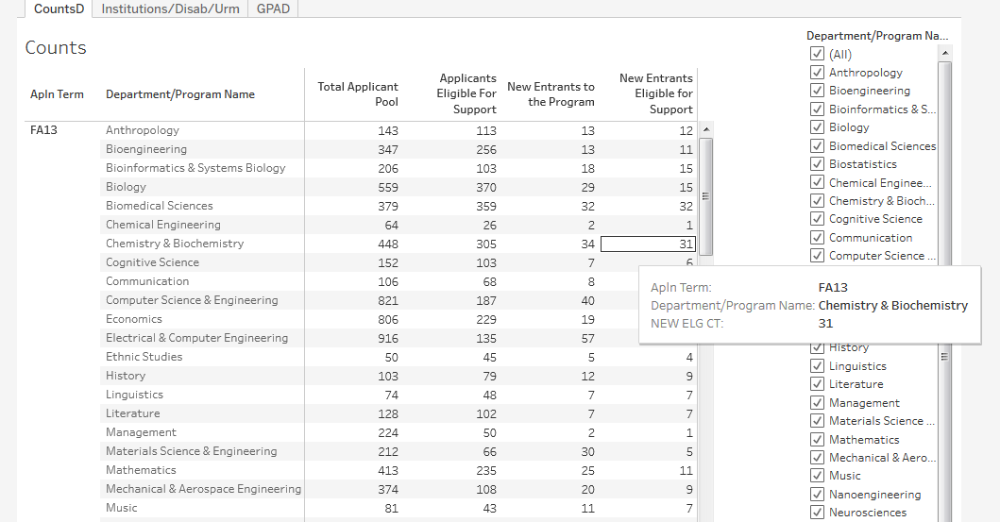 CountsD Institutions/Disab/Urm GPAD
Counts
Apln Term Department/Program Name Total Applicant Pool Applicants Eligible For Support New Entrants to the Program New Entrants Eligible for Support
FA13 Anthropology 143 113 13 12
Bioengineering 347 256 13 11
Bioinformatics & Systems Biology 206 103 18 15
Biology 559 370 29 15
Biomedical Sciences 379 359 32 32
Chemical Engineering 64 26 2 1
Chemistry & Biochemistry 448 305 34 31
Cognitive Science 152 103 7 6
Communication 106 68 8
Computer Science & Engineering 821 187 40
Economics 806 229 19
Electrical & Computer Engineering 916 135 57
Ethnic Studies 50 45 5 4
History 103 79 12 9
Linguistics 74 48 7 7
Literature 128 102 7 7
Management 224 50 2 1
Materials Science & Engineering 212 66 30 5
Mathematics 413 235 25 11
Mechanical & Aerospace Engineering 374 108 20 9
Music 81 43 11 7
Apln Term: FA13
Department/Program Name: Chemistry & Biochemistry
NEW ELG CT: 31
Department/Program Na...
(All)
Anthropology
Bioengineering
Bioinformatics & S...
Biology
Biomedical Sciences
Biostatistics
Chemical Enginee...
Chemistry & Bioch...
Cognitive Science
Communication
Computer Science ...
History
Linguistics
Literature
Management
Materials Science ...
Mathematics
Mechanical & Aero...
Music
Nanoengineering
Neurosciences